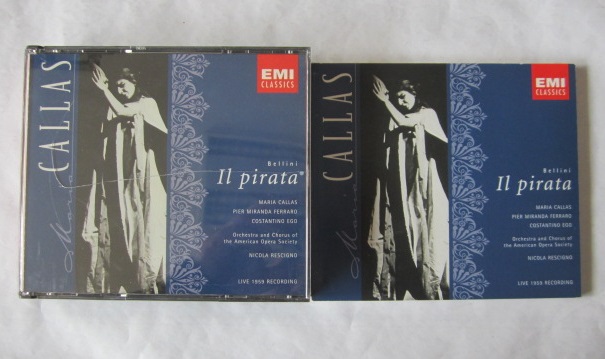 CALLAS
Maria
EMI
CLASSICS
Bellini
Il pirata
MARIA CALLAS
PIER MIRANDA FERRARO
COSTANTINO EGO
Orchestra and Chorus of
the American Opera Society
NICOLA RESCIGNO
LIVE 1959 RECORDING
CALLAS
Maria
EMI
CLASSICS
Bellini
Il pirata
MARIA CALLAS
PIER MIRANDA FERRARO
COSTANTINO EGO
Orchestra and Chorus of
the American Opera Society
NICOLA RESCIGNO
LIVE 1959 RECORDING